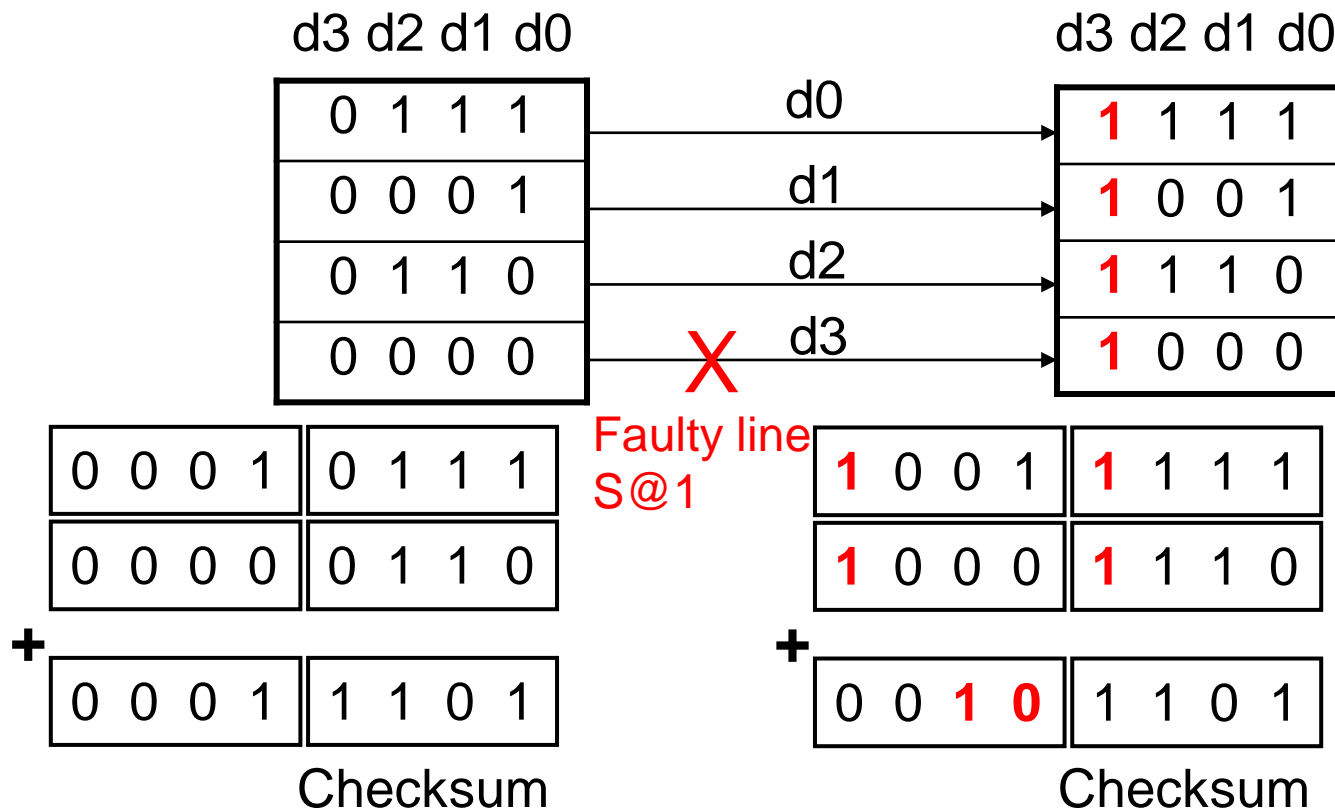 d3 d2 d1 d0
0 1 1 1
0 0 0 1
0 1 1 0
0 0 0 0
d0
d1
d2
X d3
Faulty line
S@1
d3 d2 d1 d0
1 1 1 1
1 0 0 1
1 1 1 0
1 0 0 0
0 0 0 1 0 1 1 1
0 0 0 0 0 1 1 0
+
0 0 0 1 1 1 0 1
Checksum
1 0 0 1 1 1 1 1
1 0 0 0 1 1 1 0
+
0 0 1 0 1 1 0 1
Checksum